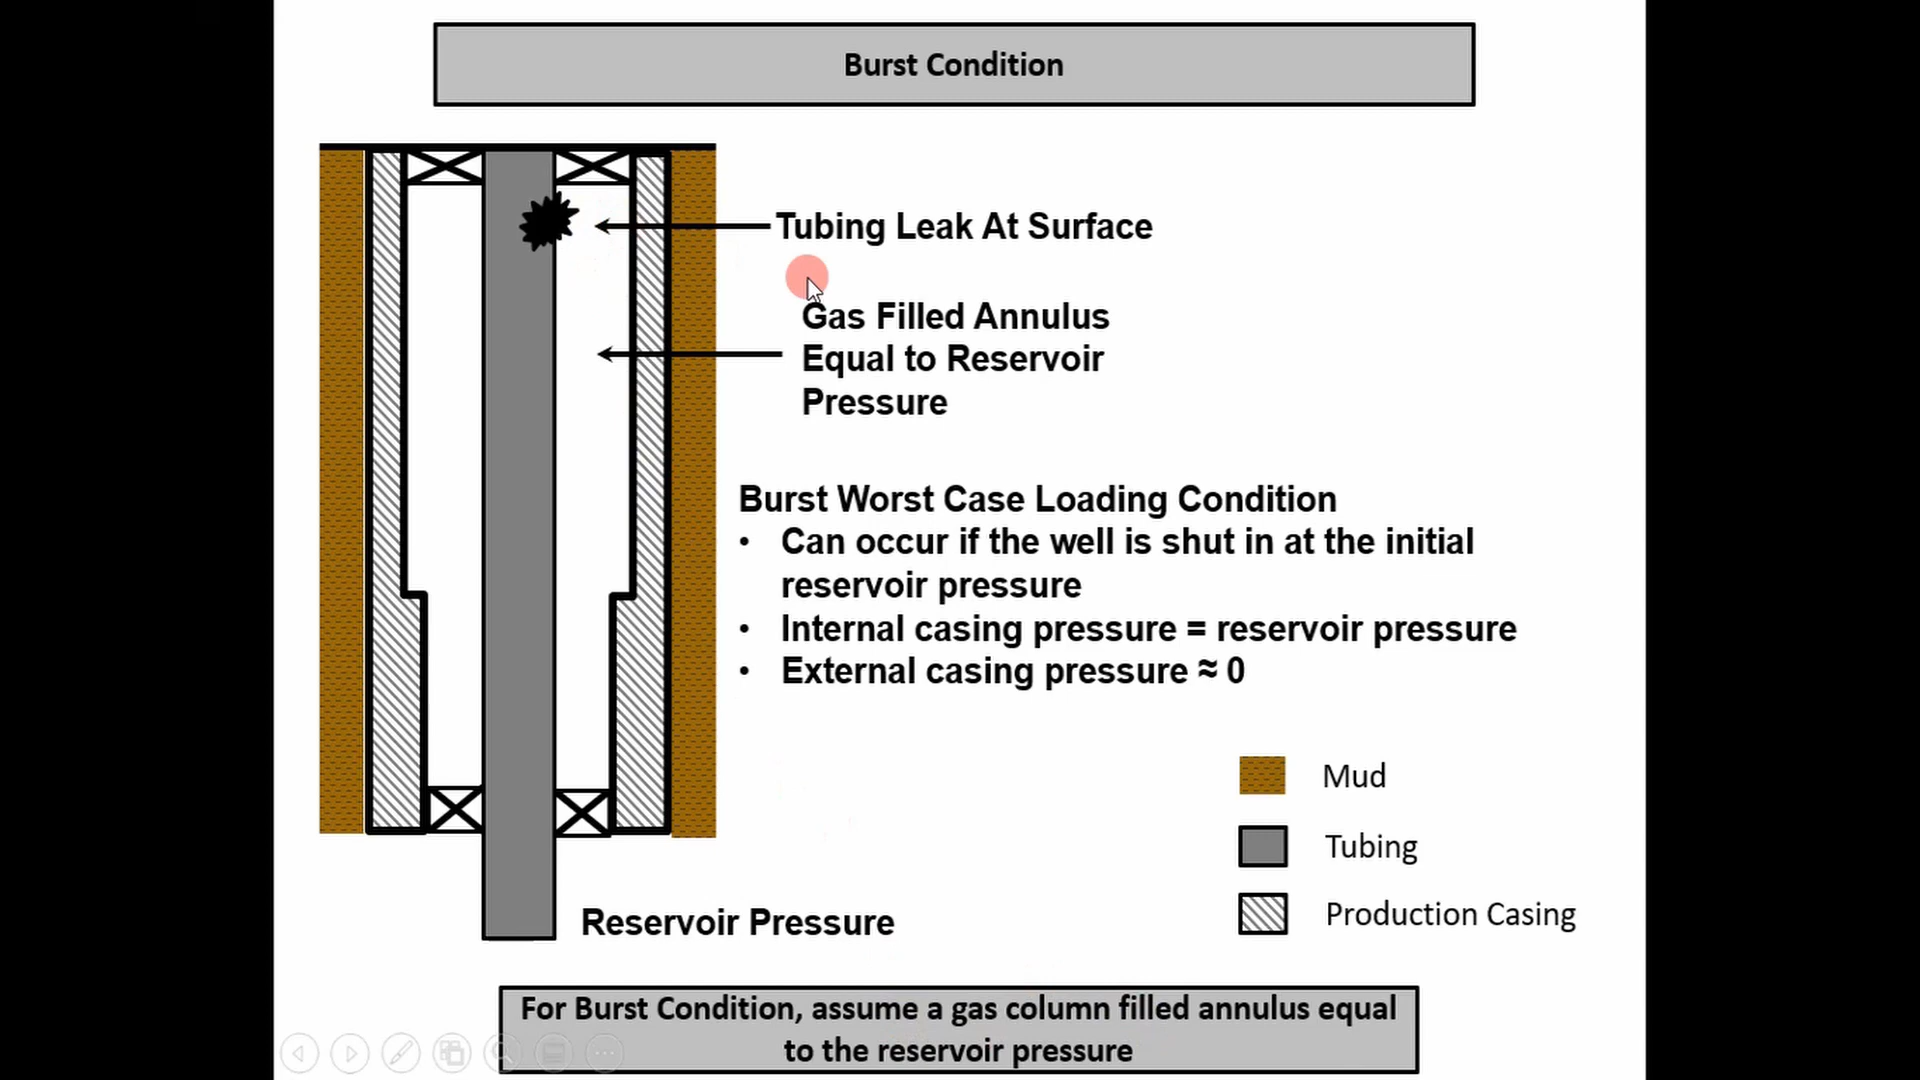 Burst Condition
Tubing Leak At Surface
Gas Filled Annulus
Equal to Reservoir
Pressure
Burst Worst Case Loading Condition
• Can occur if the well is shut in at the initial
reservoir pressure
• Internal casing pressure = reservoir pressure
• External casing pressure ≈ 0
Mud
Tubing
Production Casing
Reservoir Pressure
For Burst Condition, assume a gas column filled annulus equal
to the reservoir pressure